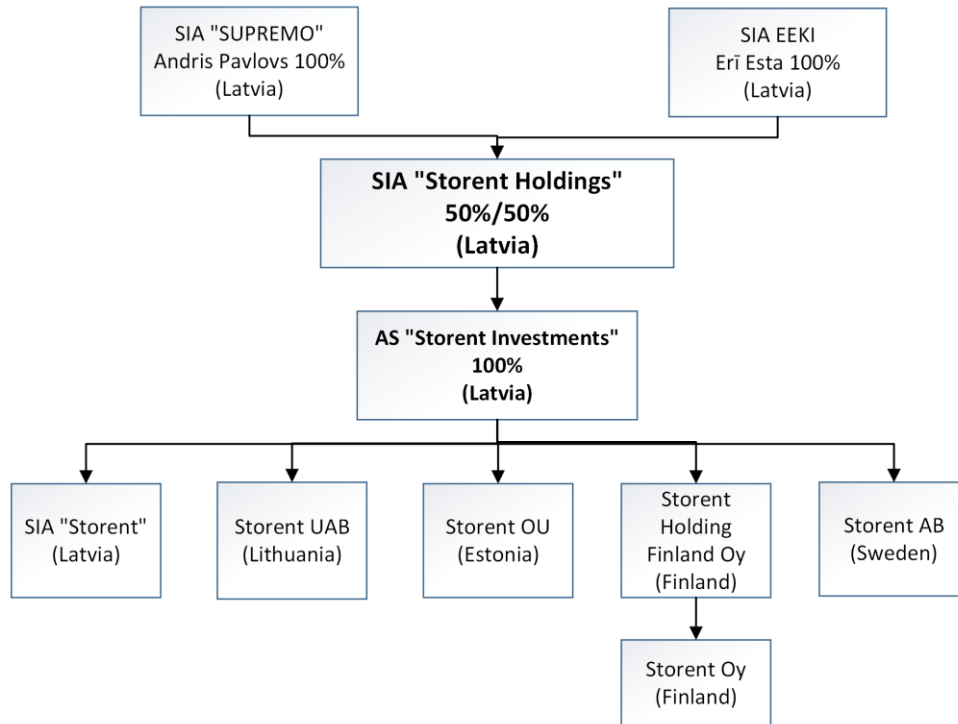 SIA "SUPREMO"
Andris Pavlovs 100%
(Latvia)
SIA EEKI
Erī Esta 100%
(Latvia)
SIA "Storent Holdings"
50%/50%
(Latvia)
AS "Storent Investments"
100%
(Latvia)
SIA "Storent"
(Latvia)
Storent UAB
(Lithuania)
Storent OU
(Estonia)
Storent
Holding
Finland Oy
(Finland)
Storent AB
(Sweden)
Storent Oy
(Finland)